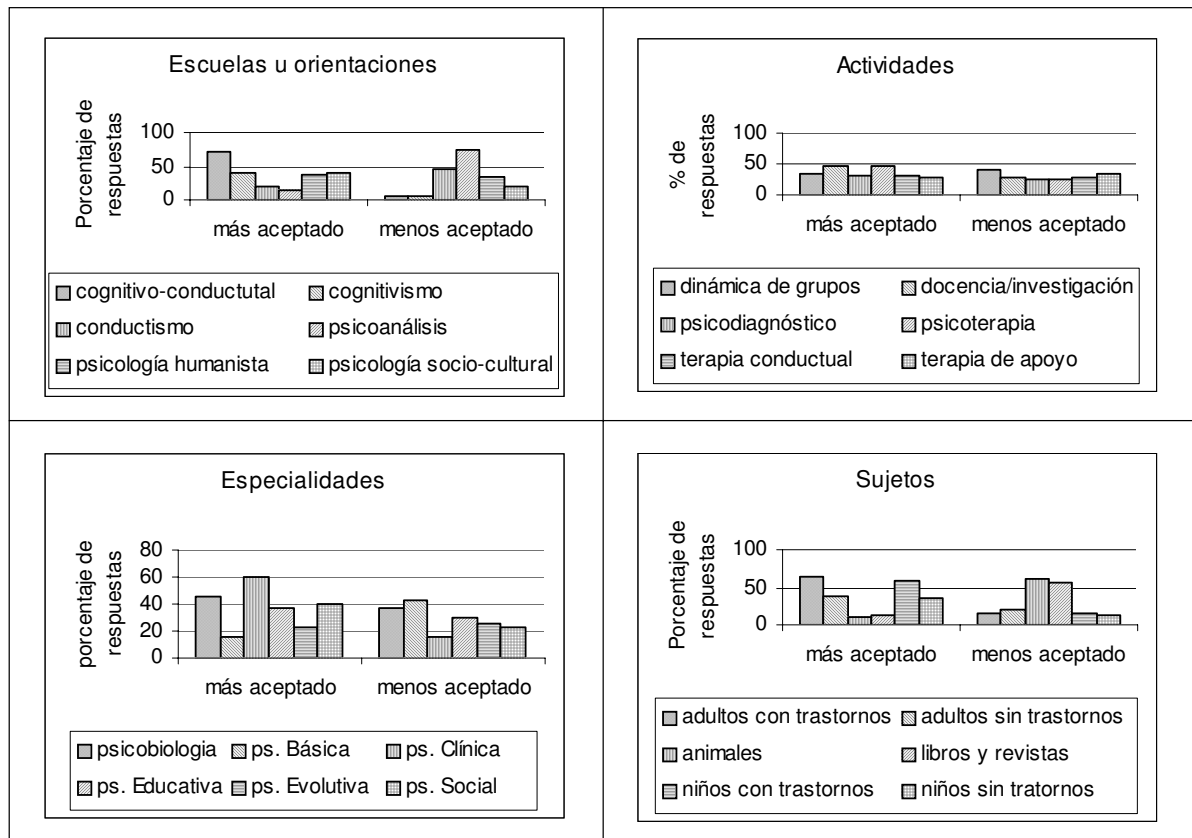 Escuelas u orientaciones
Porcentaje de
respuestas
100
50
0
más aceptado menos aceptado
cognitivo-conductutal cognitivismo
conductismo psicoanálisis
psicología humanista psicología socio-cultural
Actividades
% de
respuestas
100
50
0
más aceptado menos aceptado
dinámica de grupos docencia/investigación
psicodiagnóstico psicoterapia
terapia conductual terapia de apoyo
Especialidades
porcentaje de
respuestas
80
60
40
20
0
más aceptado menos aceptado
psicobiologia ps. Básica ps. Clínica
ps. Educativa ps. Evolutiva ps. Social
Sujetos
Porcentaje de
respuestas
100
50
0
más aceptado menos aceptado
adultos con trastornos adultos sin trastornos
animales libros y revistas
niños con trastornos niños sin tratornos